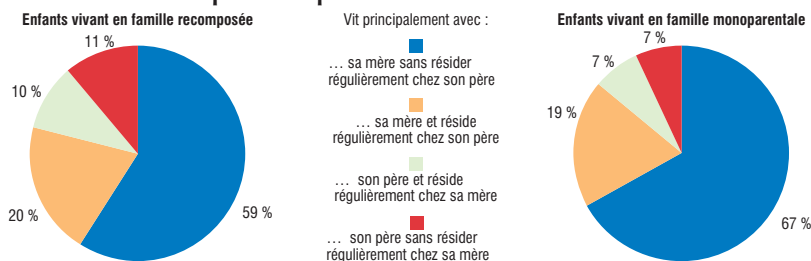 Enfants vivant en famille recomposée
11 %
10 %
20 %
59 %
Vit principalement avec :
… sa mère sans résider
régulièrement chez son père
… sa mère et réside
régulièrement chez son père
… son père et réside
régulièrement chez sa mère
… son père sans résider
régulièrement chez sa mère
Enfants vivant en famille monoparentale
7 %
7 %
19 %
67 %